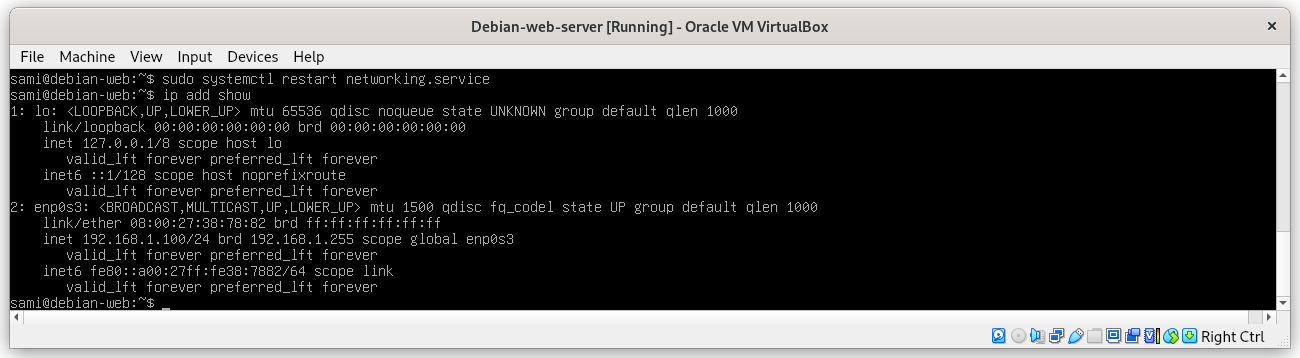 Debian-web-server [Running] - Oracle VM VirtualBox
File Machine View Input Devices Help
sami@debian-web:~$ sudo systemctl restart networking.service
sami@debian-web:~$ ip add show
1: lo: <LOOPBACK,UP,LOWER_UP> mtu 65536 qdisc noqueue state UNKNOWN group default qlen 1000
    link/loopback 00:00:00:00:00:00 brd 00:00:00:00:00:00
    inet 127.0.0.1/8 scope host lo
       valid_lft forever preferred_lft forever
    inet6 ::1/128 scope host noprefixroute
       valid_lft forever preferred_lft forever
2: enp0s3: <BROADCAST,MULTICAST,UP,LOWER_UP> mtu 1500 qdisc fq_codel state UP group default qlen 1000
    link/ether 08:00:27:38:78:82 brd ff:ff:ff:ff:ff:ff
    inet 192.168.1.100/24 brd 192.168.1.255 scope global enp0s3
       valid_lft forever preferred_lft forever
    inet6 fe80::a00:27ff:fe38:7882/64 scope link
       valid_lft forever preferred_lft forever
sami@debian-web:~$ _
Right Ctrl